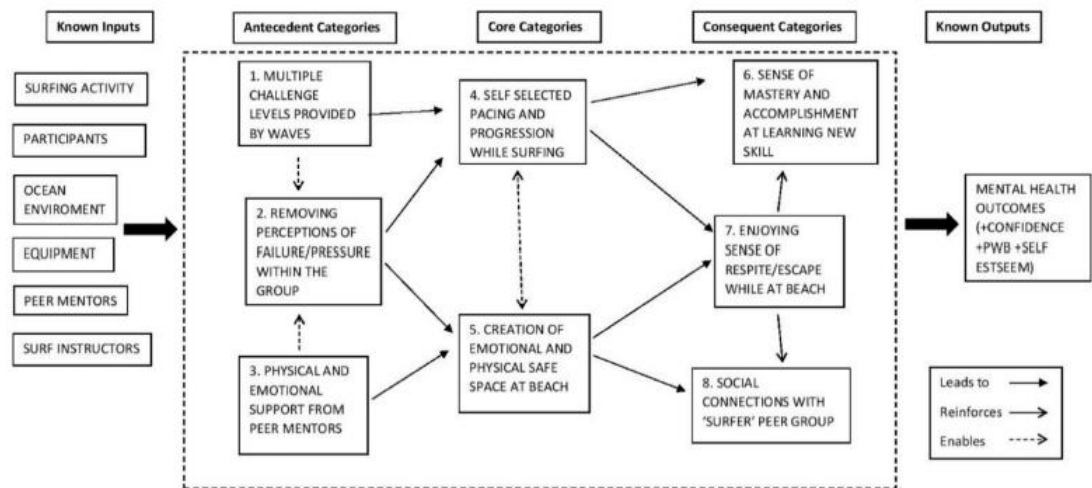 Known Inputs
Antecedent Categories
Core Categories
Consequent Categories
Known Outputs
SURFING ACTIVITY
PARTICIPANTS
OCEAN
ENVIROMENT
EQUIPMENT
PEER MENTORS
SURF INSTRUCTORS
1. MULTIPLE
CHALLENGE
LEVELS PROVIDED
BY WAVES
2. REMOVING
PERCEPTIONS OF
FAILURE/PRESSURE
WITHIN THE
GROUP
3. PHYSICAL AND
EMOTIONAL
SUPPORT FROM
PEER MENTORS
4. SELF SELECTED
PACING AND
PROGRESSION
WHILE SURFING
5. CREATION OF
EMOTIONAL AND
PHYSICAL SAFE
SPACE AT BEACH
6. SENSE OF
MASTERY AND
ACCOMPLISHMENT
AT LEARNING NEW
SKILL
7. ENJOYING
SENSE OF
RESPITE/ESCAPE
WHILE AT BEACH
8. SOCIAL
CONNECTIONS WITH
‘SURFER’ PEER GROUP
MENTAL HEALTH
OUTCOMES
(+CONFIDENCE
+PWB +SELF
ESTSEEM)
Leads to
Reinforces
Enables